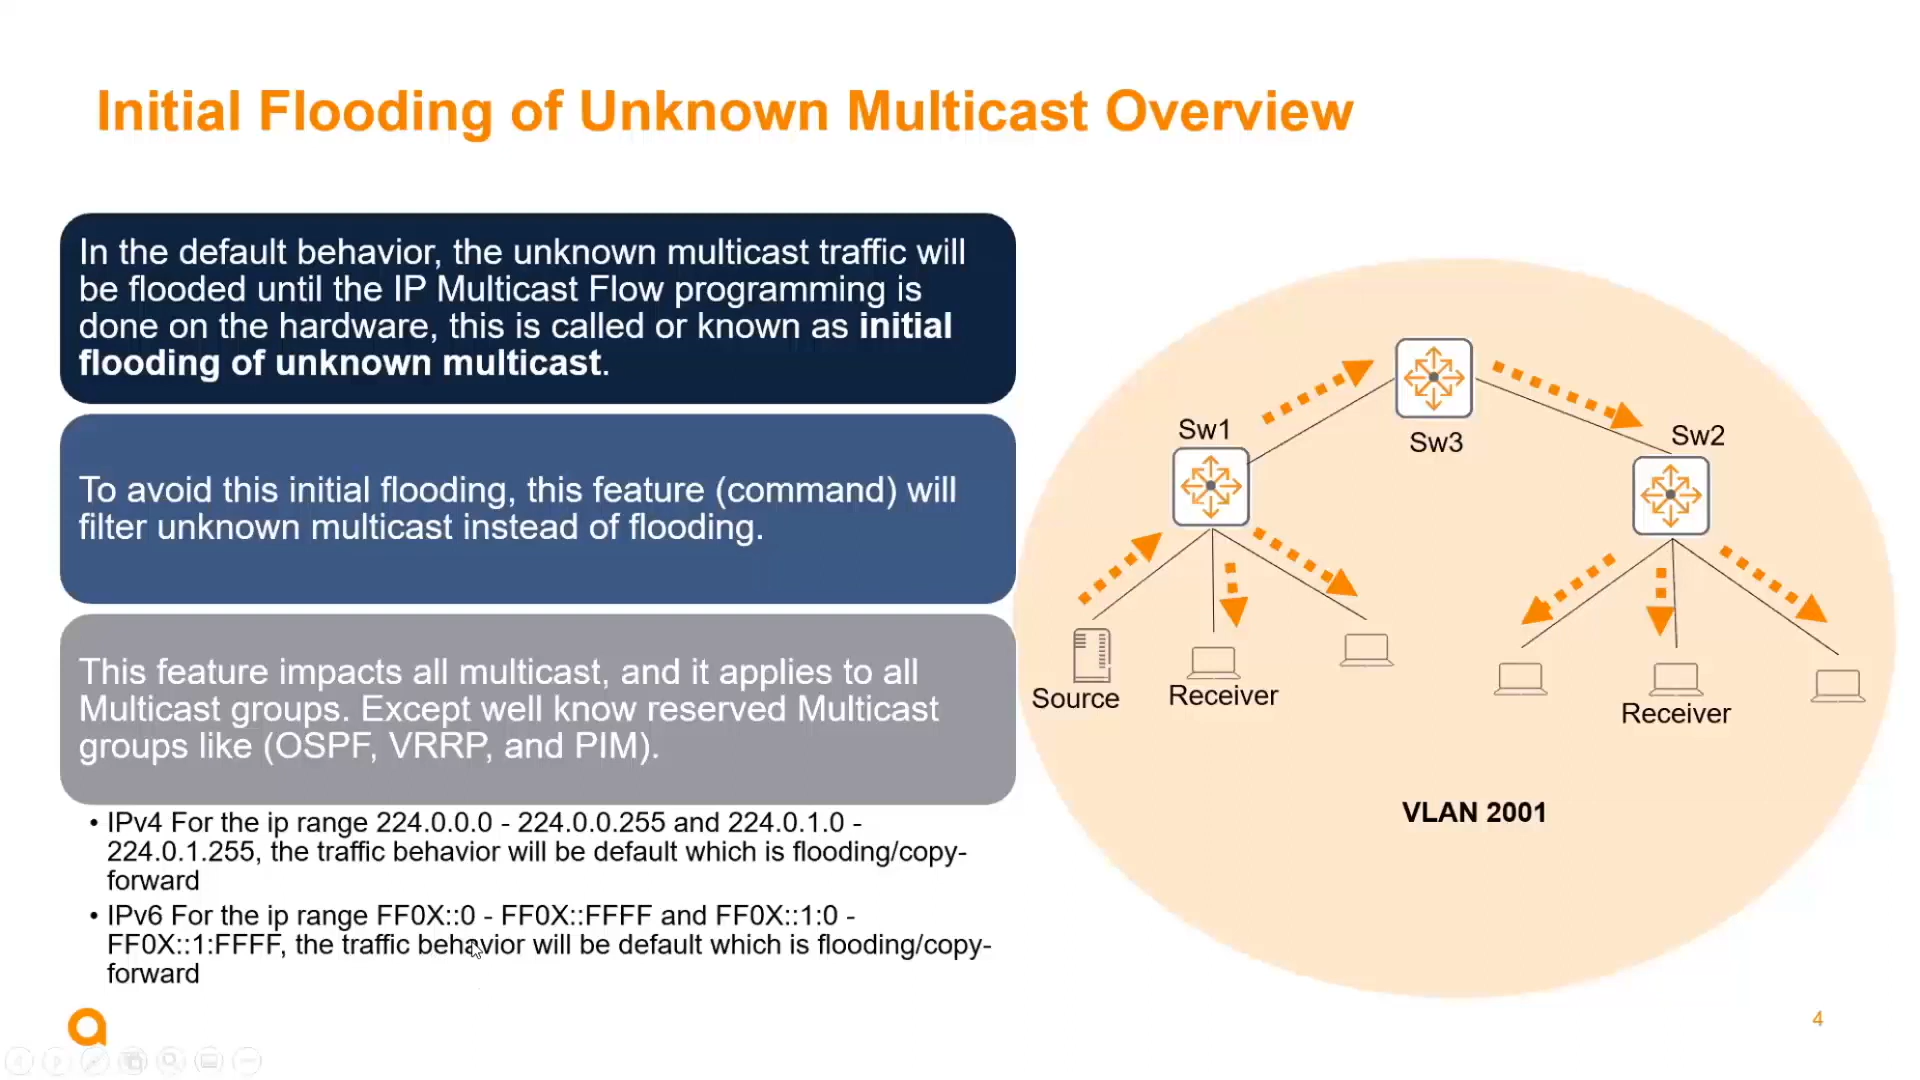 Initial Flooding of Unknown Multicast Overview
In the default behavior, the unknown multicast traffic will
be flooded until the IP Multicast Flow programming is
done on the hardware, this is called or known as initial
flooding of unknown multicast.
To avoid this initial flooding, this feature (command) will
filter unknown multicast instead of flooding.
This feature impacts all multicast, and it applies to all
Multicast groups. Except well know reserved Multicast
groups like (OSPF, VRRP, and PIM).
• IPv4 For the ip range 224.0.0.0 - 224.0.0.255 and 224.0.1.0 -
224.0.1.255, the traffic behavior will be default which is flooding/copy-
forward
• IPv6 For the ip range FF0X::0 - FF0X::FFFF and FF0X::1:0 -
FF0X::1:FFFF, the traffic behavior will be default which is flooding/copy-
forward
Sw1
Sw3
Sw2
Source
Receiver
Receiver
VLAN 2001
4